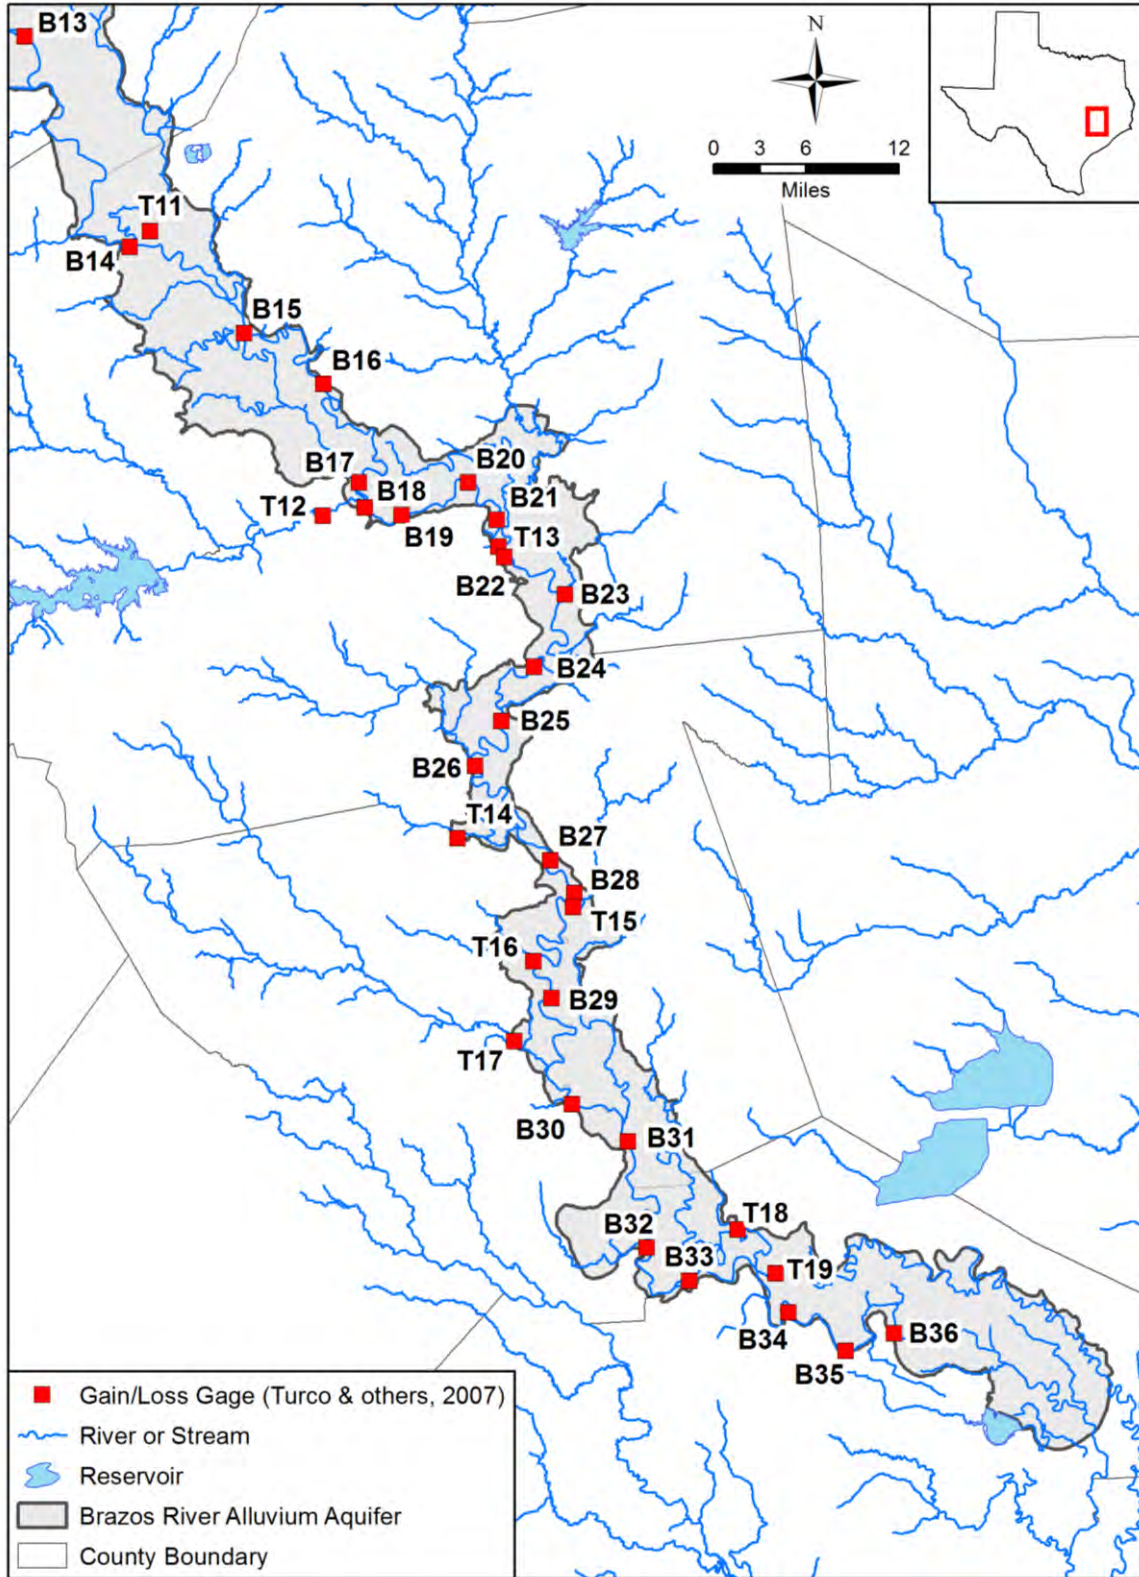 B13
N
0 3 6 12
Miles
T11
B14
B15
B16
B17
B18
B20
T12
B19
B21
T13
B22
B23
B24
B25
B26
T14
B27
B28
T15
T16
B29
T17
B30
B31
T18
B32
B33
T19
B34
B36
B35
Gain/Loss Gage (Turco & others, 2007)
River or Stream
Reservoir
Brazos River Alluvium Aquifer
County Boundary